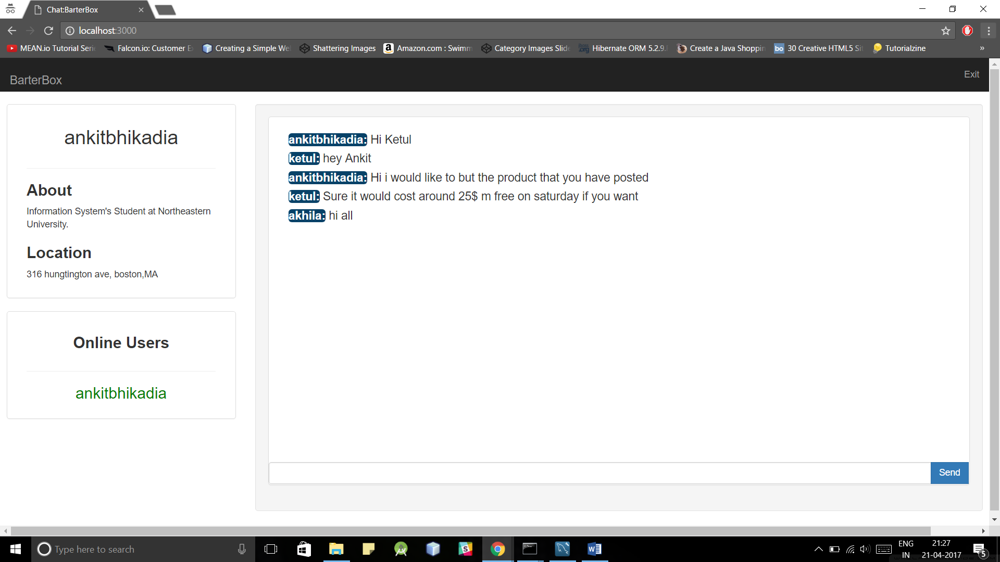 Chat:BarterBox
localhost:3000
MEAN.io Tutorial Seri
Falcon.io: Customer E
Creating a Simple We
Shattering Images
Amazon.com : Swimm
Category Images Slide
Hibernate ORM 5.2.9.
Create a Java Shoppin
bo 30 Creative HTML5 Si
Tutorialzine
»
BarterBox
Exit
ankitbhikadia
About
Information System's Student at Northeastern
University.
Location
316 hungtington ave, boston,MA
Online Users
ankitbhikadia
ankitbhikadia: Hi Ketul
ketul: hey Ankit
ankitbhikadia: Hi i would like to but the product that you have posted
ketul: Sure it would cost around 25$ m free on saturday if you want
akhila: hi all
Send
Type here to search
ENG
IN
21:27
21-04-2017
5